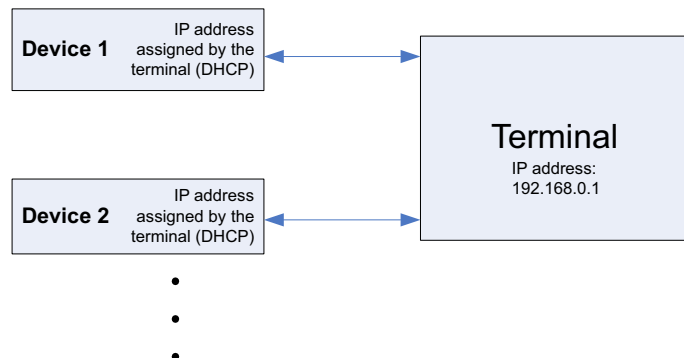 Device 1
IP address
assigned by the
terminal (DHCP)
Terminal
IP address:
192.168.0.1
Device 2
IP address
assigned by the
terminal (DHCP)